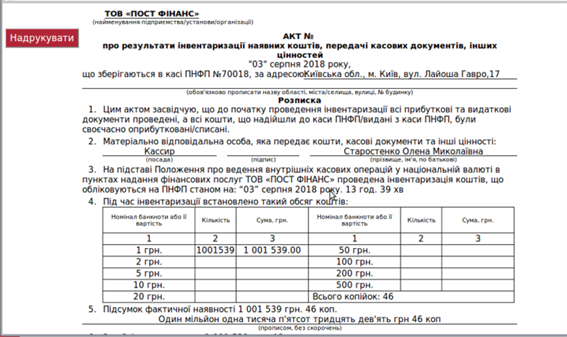 ТОВ «ПОСТ ФІНАНС»
(найменування підприємства/установи/організації)
Надрукувати
АКТ №
про результати інвентаризації наявних коштів, передачі касових документів, інших
цінностей
"03" серпня 2018 року,
що зберігаються в касі ПНФП №70018, за адресоюКиївська обл., м. Київ, вул. Лайоша Гавро,17
(обов'язково прописати назву області, міста/селища, вулиці, № будинку)
Розписка
1. Цим актом засвідчую, що до початку проведення інвентаризації всі прибуткові та видаткові
документи проведені, а всі кошти, що надійшли до каси ПНФП/видані з каси ПНФП, були
своєчасно оприбутковані/списані.
2. Матеріально відповідальна особа, яка передає кошти, касові документи та інші цінності:
Кассир Старостенко Олена Миколаївна
(посада) (підпис) (прізвище, ім'я, по батькові)
3. На підставі Положення про ведення внутрішніх касових операцій у національній валюті в
пунктах надання фінансових послуг ТОВ «ПОСТ ФІНАНС» проведена інвентаризація коштів, що
обліковуються на ПНФП станом на: “03” серпня 2018 року. 13 год. 39 хв
4. Під час інвентаризації встановлено такий обсяг коштів:
Номінал банкноти або її вартість Кількість Сума, грн. Номінал банкноти або її вартість Кількість Сума, грн.
1 2 3 1 2 3
1 грн. 1001539 1 001 539.00 50 грн.
2 грн. 100 грн.
5 грн. 200 грн.
10 грн. 500 грн.
20 грн. Всього копійок: 46
5. Підсумок фактичної наявності 1 001 539 грн. 46 коп.
Один мільйон одна тисяча п'ятсот тридцять дев'ять грн 46 коп
(прописом, без скорочень)